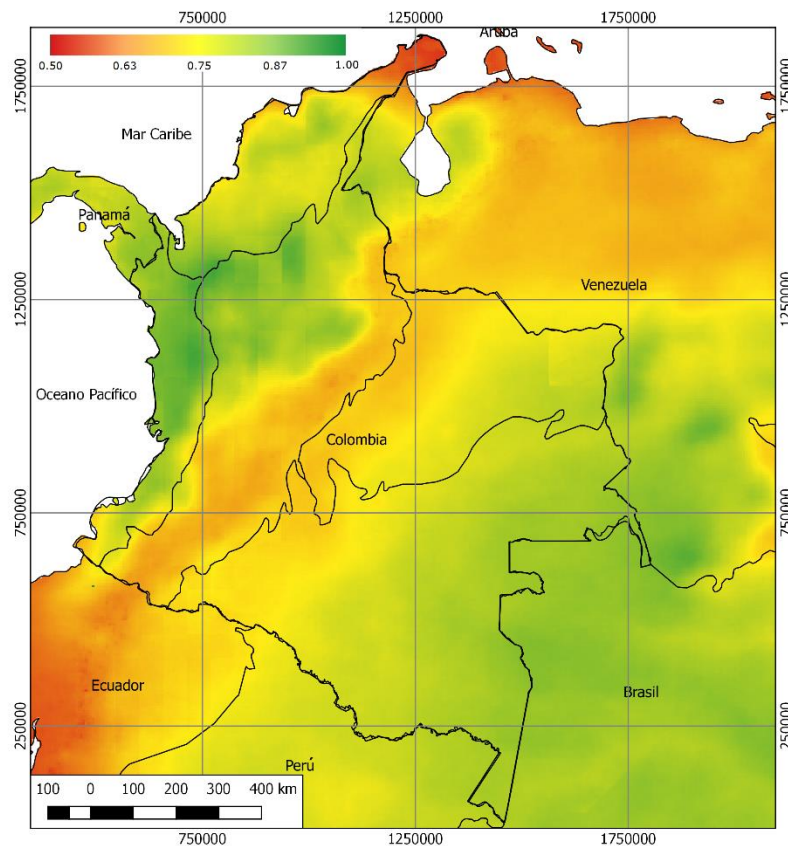 750000 1250000 1750000
Aruba
0.50 0.63 0.75 0.87 1.00
1750000 1750000
Mar Caribe
Panamá
Venezuela
1250000 1250000
Oceano Pacífico
Colombia
750000 750000
Ecuador
Brasil
250000 250000
Perú
100 0 100 200 300 400 km
750000 1250000 1750000